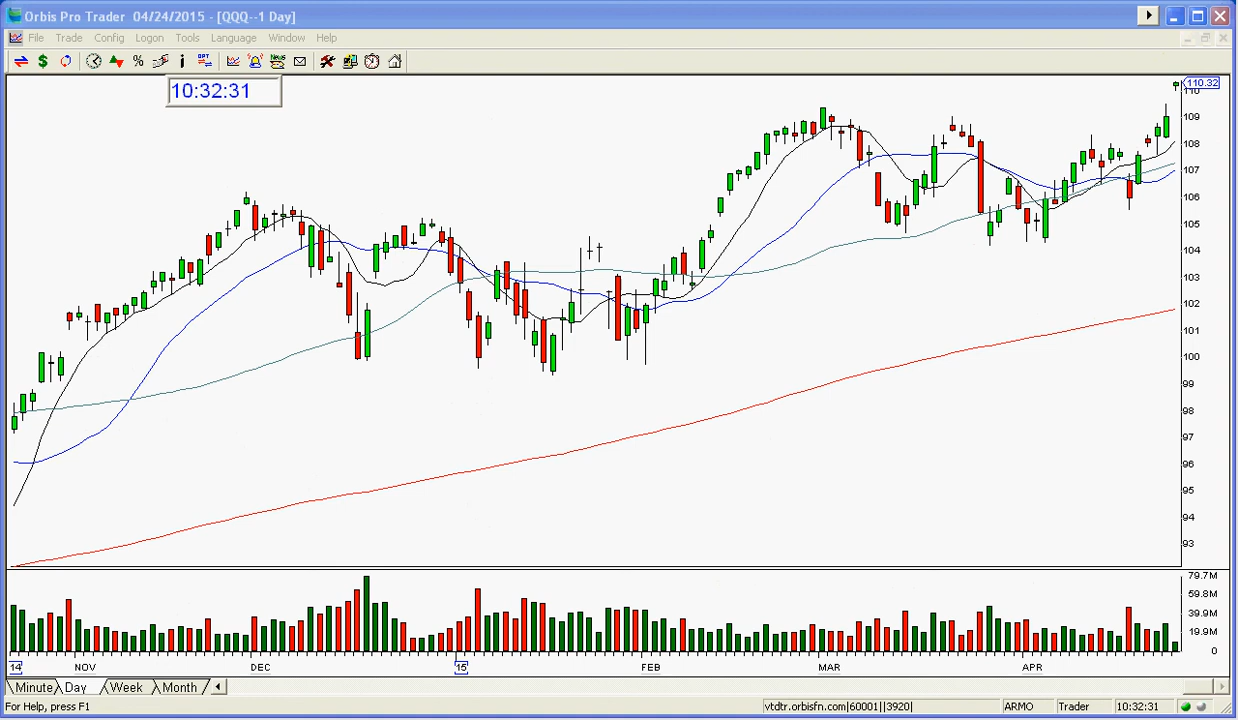 Orbis Pro Trader 04/24/2015 - [QQQ--1 Day]
File Trade Config Logon Tools Language Window Help
$ % i OPT News
10:32:31
110.32
110
109
108
107
106
105
104
103
102
101
100
99
98
97
96
95
94
93
79.7M
59.8M
39.9M
19.9M
0
14 NOV DEC 15 FEB MAR APR
Minute Day Week Month
For Help, press F1 vtdtr.orbisfn.com|60001||3920| ARMO Trader 10:32:31